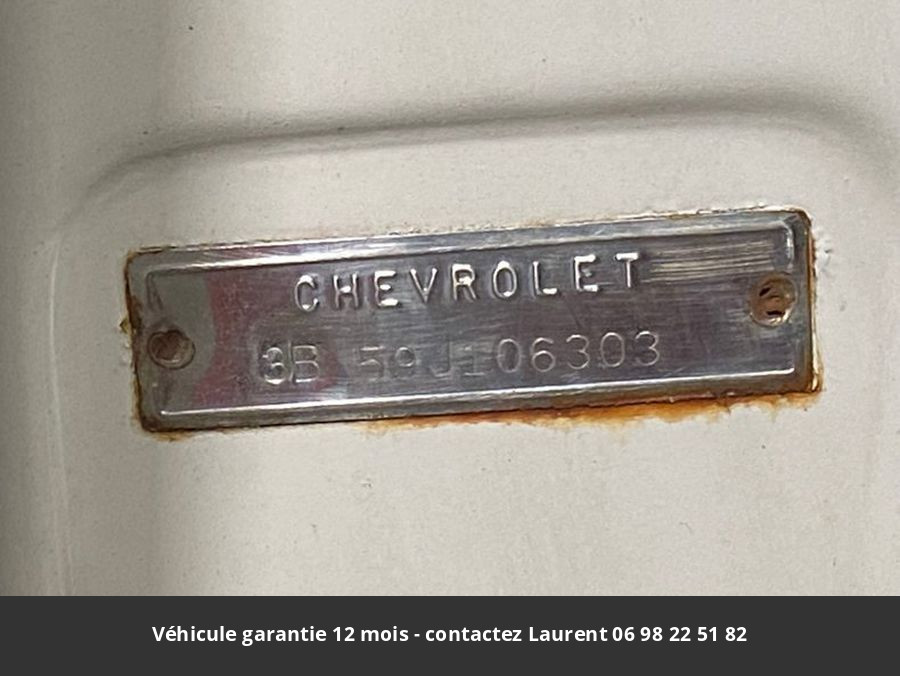 CHEVROLET
3B 59J106303
Véhicule garantie 12 mois - contactez Laurent 06 98 22 51 82